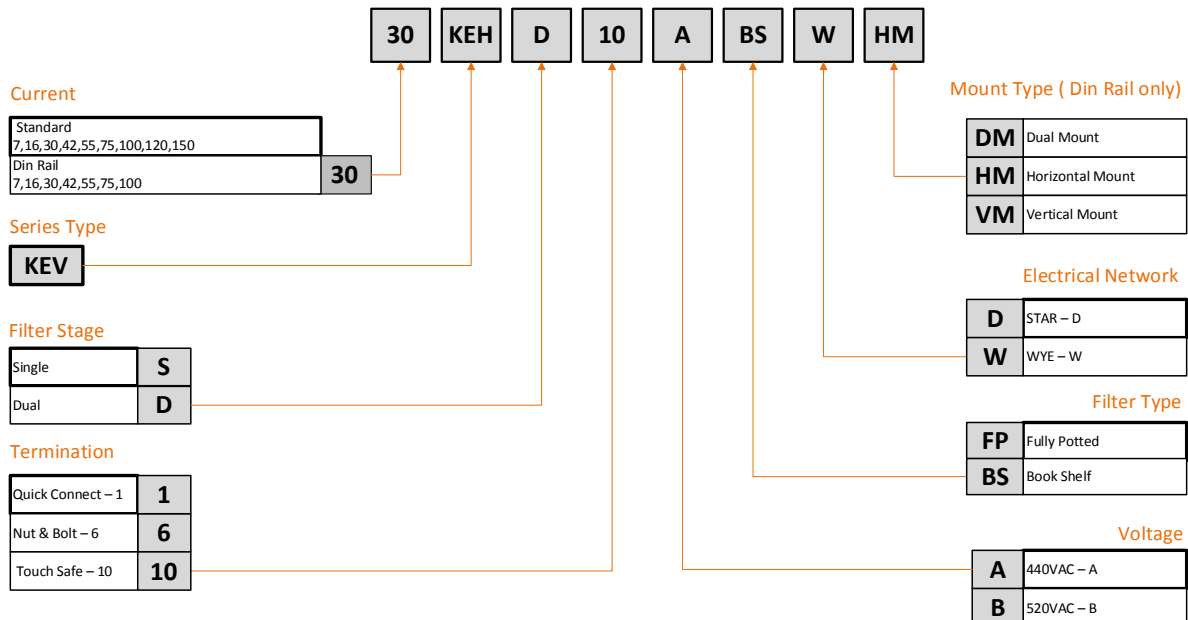 30 KEH D 10 A BS W HM
Current
Standard
7,16,30,42,55,75,100,120,150
Din Rail
7,16,30,42,55,75,100
30
Series Type
KEV
Filter Stage
Single S
Dual D
Termination
Quick Connect – 1 1
Nut & Bolt – 6 6
Touch Safe – 10 10
Mount Type ( Din Rail only)
DM Dual Mount
HM Horizontal Mount
VM Vertical Mount
Electrical Network
D STAR – D
W WYE – W
Filter Type
FP Fully Potted
BS Book Shelf
Voltage
A 440VAC – A
B 520VAC – B